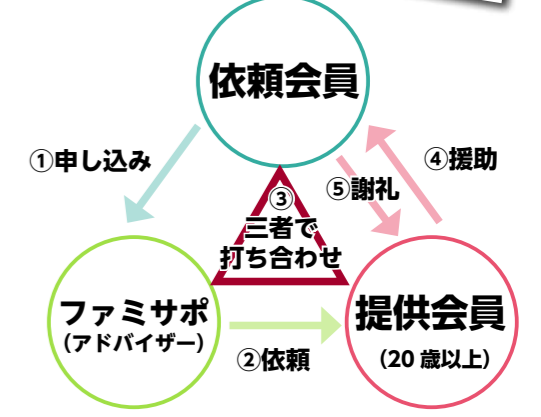 依頼会員
①申し込み
④援助
③
三者で
打ち合わせ
⑤謝礼
ファミサポ
（アドバイザー）
②依頼
提供会員
（20歳以上）